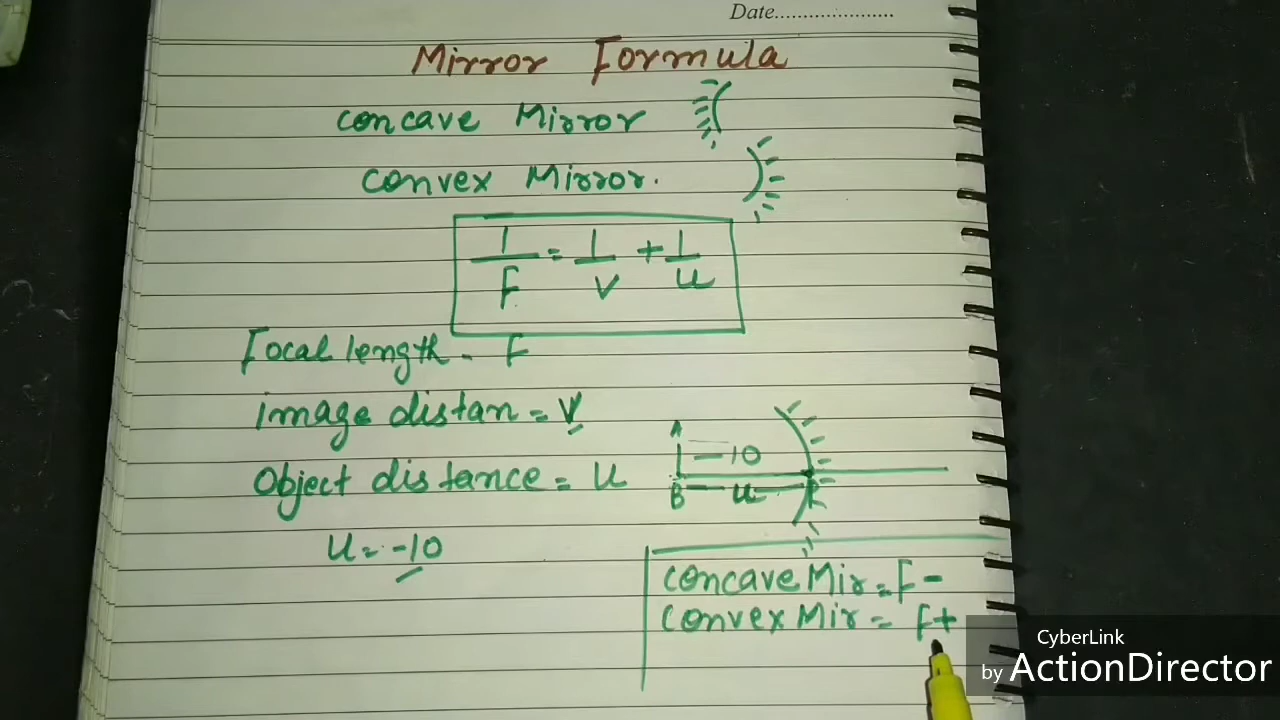 Date......................
Mirror Formula
concave Mirror
convex Mirror.
1/F = 1/V + 1/u
Focal length - F
image distan = V
Object distance = u
A
-10
B u P
u = -10
concave Mir = F -
convex Mir = F+
CyberLink
by ActionDirector